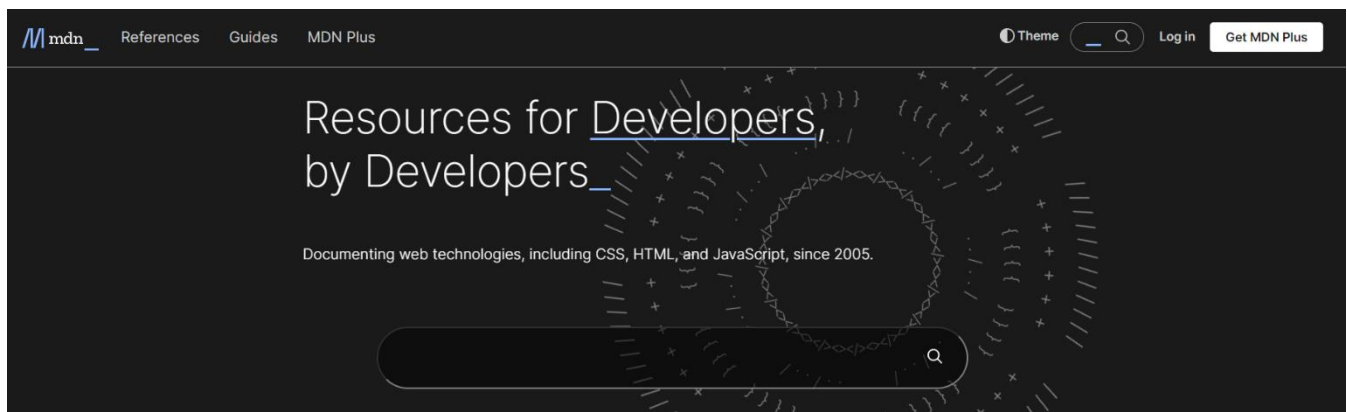 mdn_ References Guides MDN Plus Theme _ Log in Get MDN Plus
Resources for Developers,
by Developers_
Documenting web technologies, including CSS, HTML, and JavaScript, since 2005.